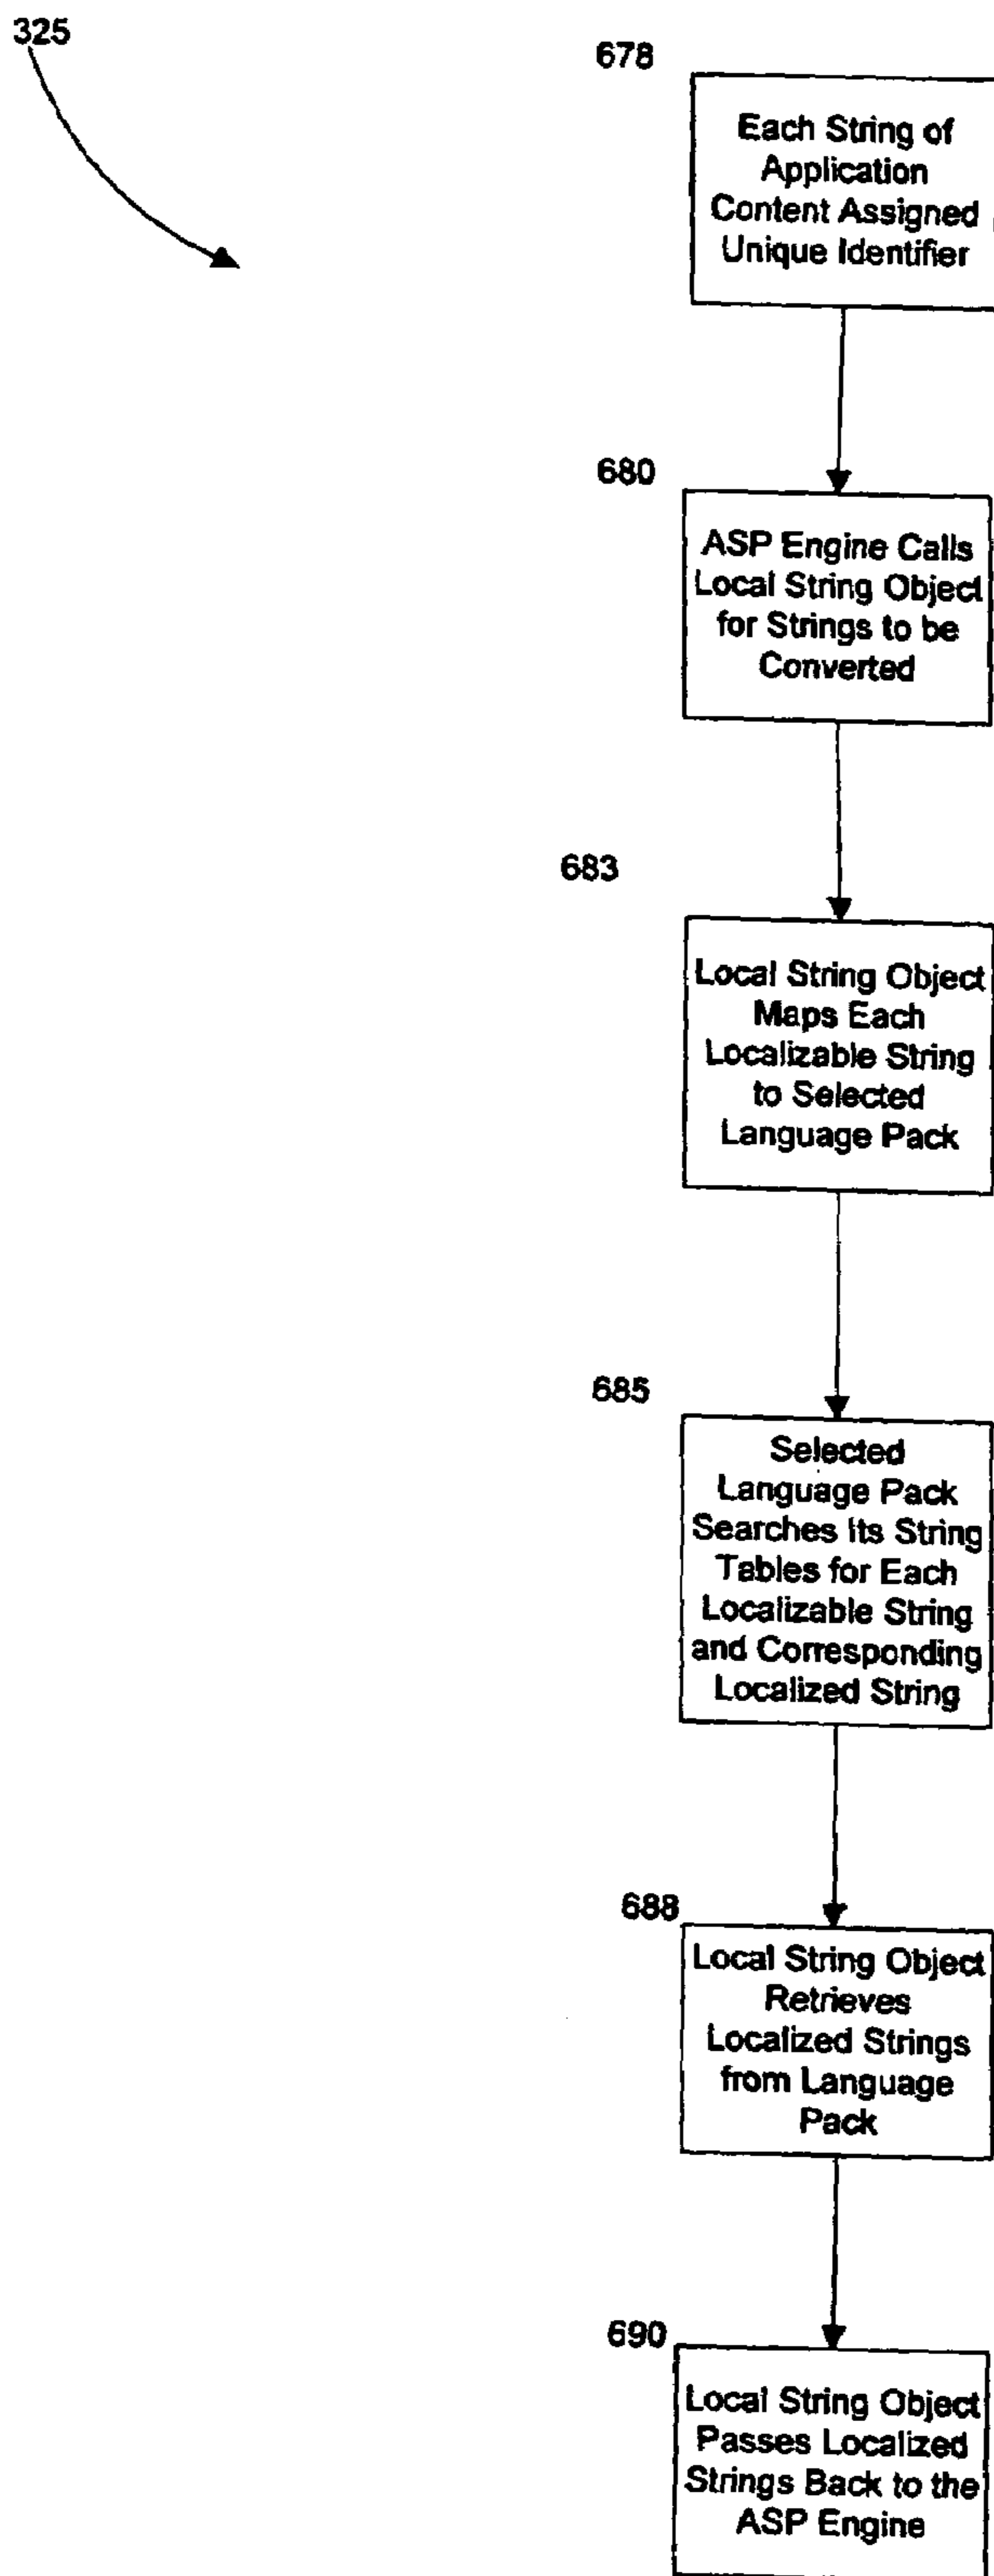 325
678
Each String of
Application
Content Assigned
Unique Identifier
680
ASP Engine Calls
Local String Object
for Strings to be
Converted
683
Local String Object
Maps Each
Localizable String
to Selected
Language Pack
685
Selected
Language Pack
Searches Its String
Tables for Each
Localizable String
and Corresponding
Localized String
688
Local String Object
Retrieves
Localized Strings
from Language
Pack
690
Local String Object
Passes Localized
Strings Back to the
ASP Engine